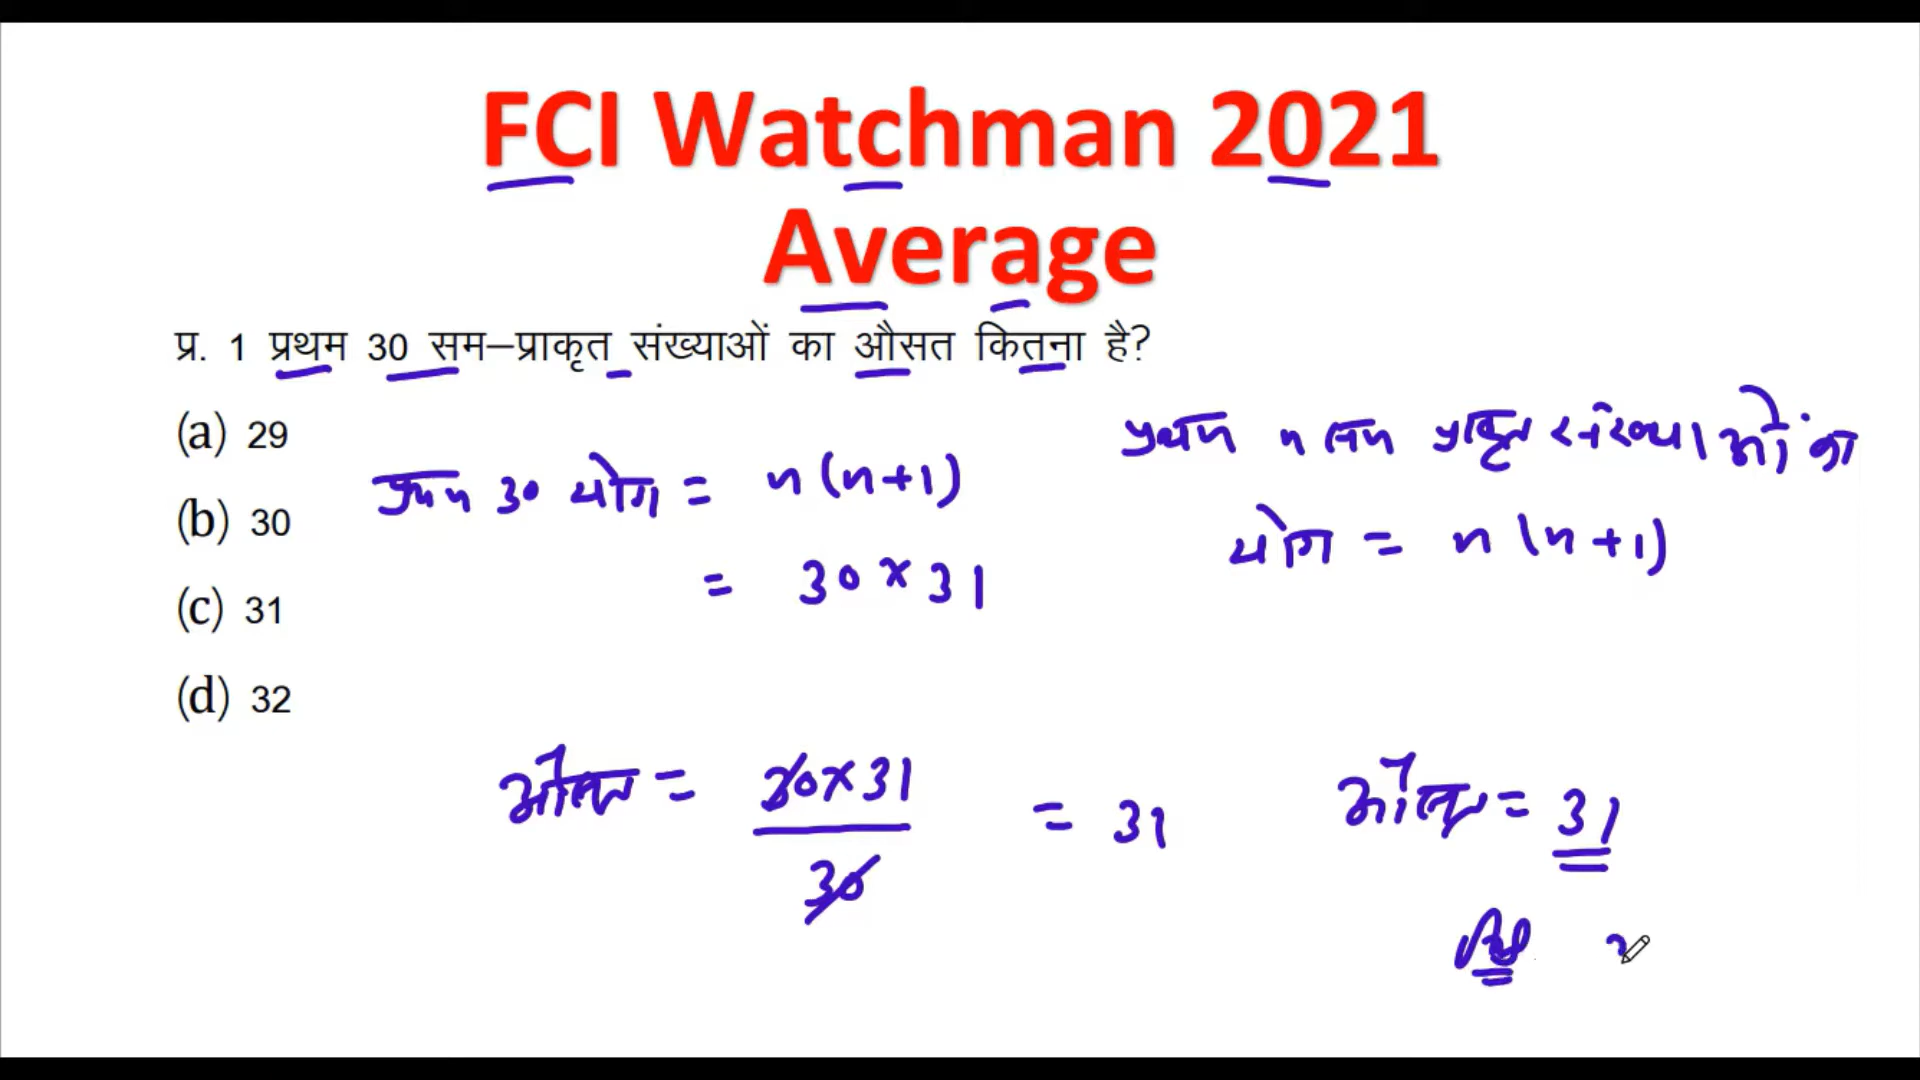 FCI Watchman 2021
Average
प्र. 1 प्रथम 30 सम–प्राकृत संख्याओं का औसत कितना है?
(a) 29
(b) 30
(c) 31
(d) 32
प्रथम n सम प्राकृत संख्याओं का
योग = n(n+1)
प्रथम 30 योग = n(n+1)
= 30×31
औसत = 30×31
30
= 31
औसत = 31